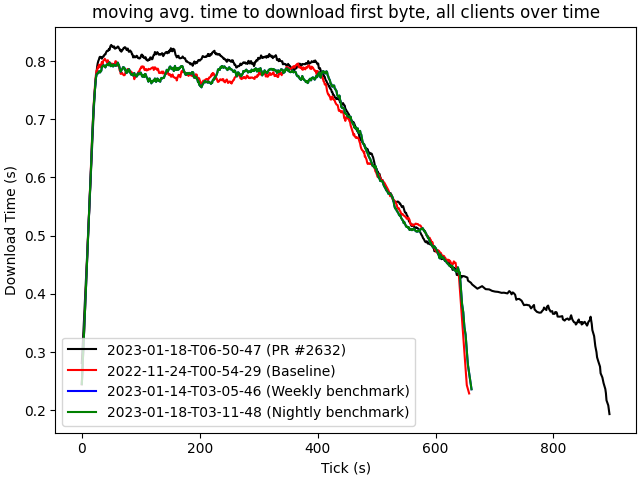 moving avg. time to download first byte, all clients over time
0.8
0.7
0.6
0.5
0.4
0.3
0.2
Download Time (s)
2023-01-18-T06-50-47 (PR #2632)
2022-11-24-T00-54-29 (Baseline)
2023-01-14-T03-05-46 (Weekly benchmark)
2023-01-18-T03-11-48 (Nightly benchmark)
0
200
400
600
800
Tick (s)